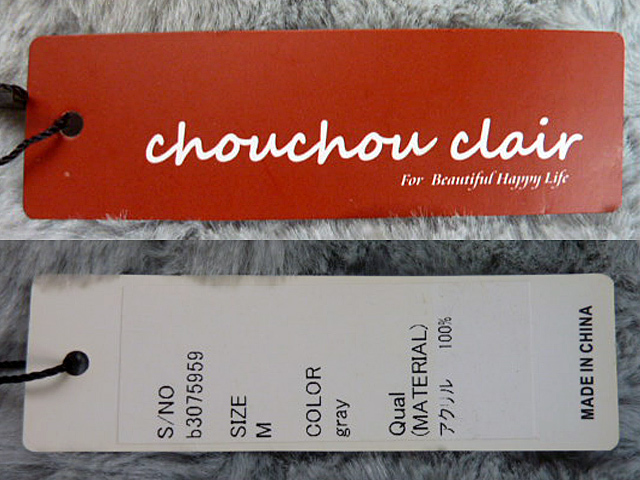 chouchou clair
For Beautiful Happy Life
S/NO
b3075959
SIZE
M
COLOR
gray
Qual
(MATERIAL)
アクリル 100%
MADE IN CHINA